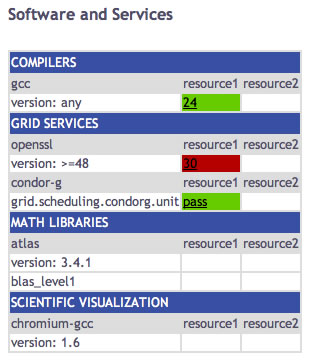 Software and Services
COMPILERS
gcc resource1 resource2
version: any 24
GRID SERVICES
openssl resource1 resource2
version: >=48 30
condor-g resource1 resource2
grid.scheduling.condorg.unit pass
MATH LIBRARIES
atlas resource1 resource2
version: 3.4.1
blas_level1
SCIENTIFIC VISUALIZATION
chromium-gcc resource1 resource2
version: 1.6